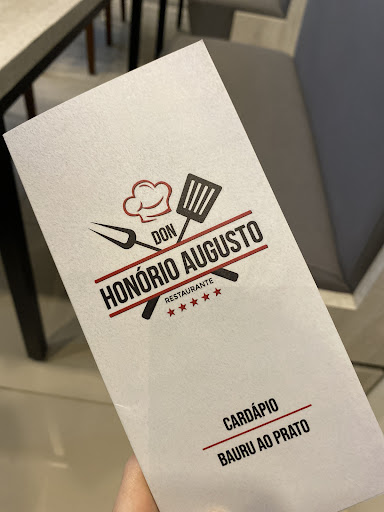 DON
HONÓRIO AUGUSTO
RESTAURANTE
CARDÁPIO
BAURU AO PRATO